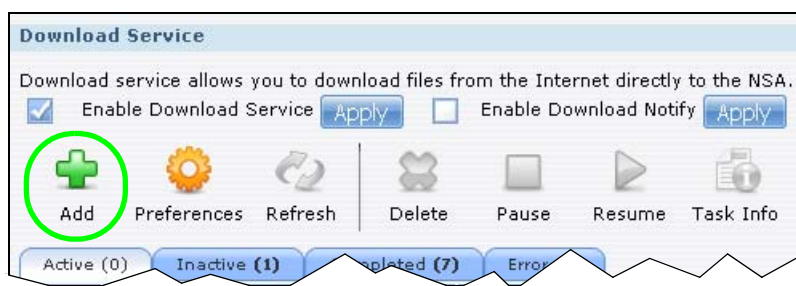 Download Service
Download service allows you to download files from the Internet directly to the NSA.
Enable Download Service Apply Enable Download Notify Apply
Add Preferences Refresh Delete Pause Resume Task Info
Active (0) Inactive (1) (7) Error